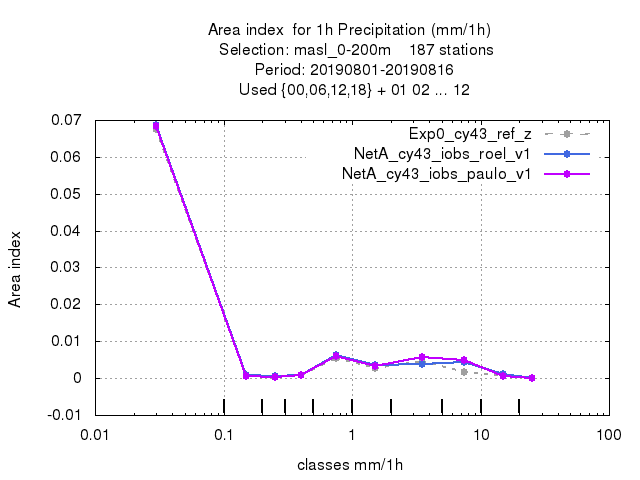 Area index  for 1h Precipitation (mm/1h)
Selection: masl_0-200m    187 stations
Period: 20190801-20190816
Used {00,06,12,18} + 01 02 ... 12
Exp0_cy43_ref_z
NetA_cy43_iobs_roel_v1
NetA_cy43_iobs_paulo_v1
0.07
0.06
0.05
0.04
0.03
0.02
0.01
0
-0.01
Area index
0.01 0.1 1 10 100
classes mm/1h